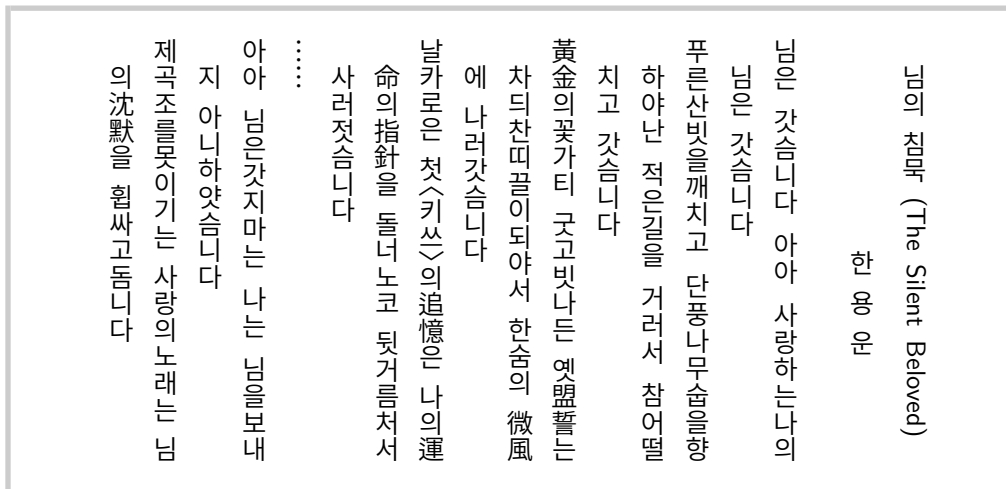 님의 침묵 (The Silent Beloved)
한 용 운
님은 갓슴니다 아아 사랑하는나의
님은 갓슴니다
푸른산빗을깨치고 단풍나무숩을향
하야난 적은길을 거러서 참어떨
치고 갓슴니다
黃金의꽃가티 굿고빗나든 옛盟誓는
차듸찬띠끌이되야서 한숨의 微風
에 나러갓슴니다
날카로은 첫〈키쓰〉의追憶은 나의運
命의指針을 돌너노코 뒷거름처서
사러젓슴니다
……
아아 님은갓지마는 나는 님을보내
지 아니하얏슴니다
제곡조를못이기는 사랑의노래는 님
의沈默을 휩싸고돔니다